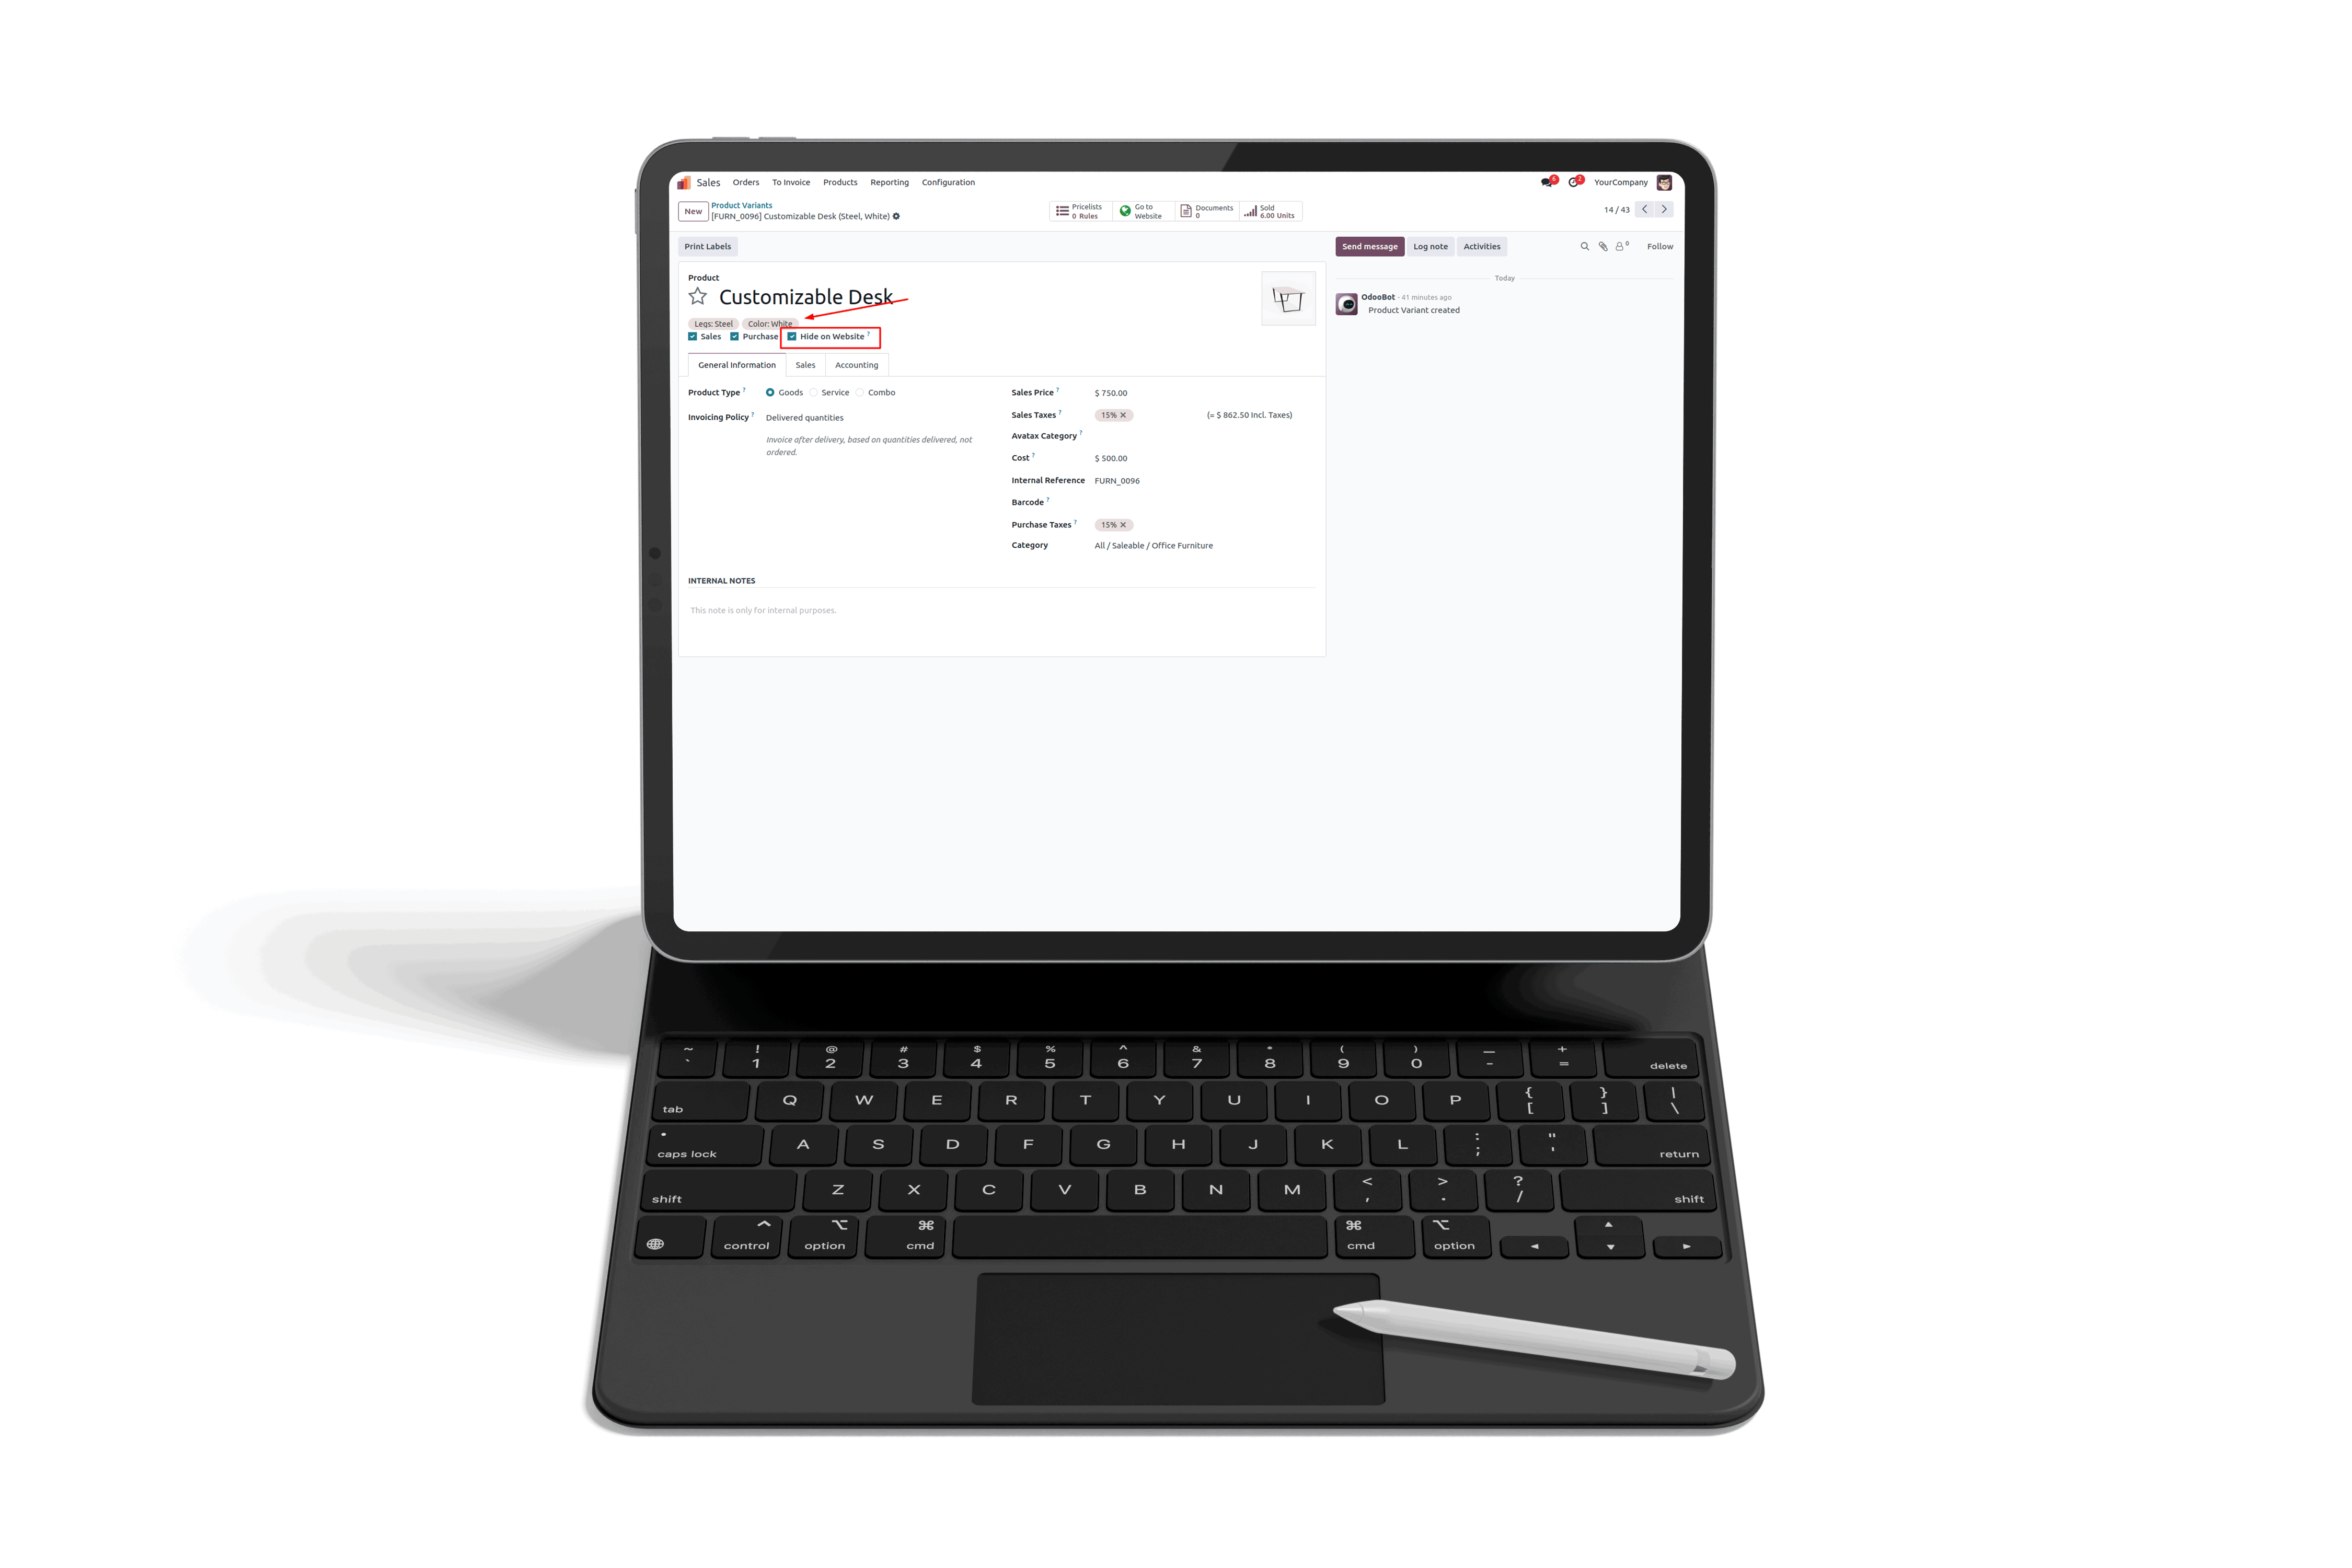 Sales Orders To Invoice Products Reporting Configuration
6 2 YourCompany
New Product Variants
[FURN_0096] Customizable Desk (Steel, White)
Pricelists
0 Rules
Go to
Website
Documents
0
Sold
6.00 Units
14 / 43
Print Labels
Send message Log note Activities
0 Follow
Product
Customizable Desk
Legs: Steel Color: White
Sales Purchase Hide on Website ?
General Information Sales Accounting
Product Type ? Goods Service Combo
Invoicing Policy ? Delivered quantities
Invoice after delivery, based on quantities delivered, not
ordered.
Sales Price ? $ 750.00
Sales Taxes ? 15% × (= $ 862.50 Incl. Taxes)
Avatax Category ?
Cost ? $ 500.00
Internal Reference FURN_0096
Barcode ?
Purchase Taxes ? 15% ×
Category All / Saleable / Office Furniture
INTERNAL NOTES
This note is only for internal purposes.
Today
OdooBot - 41 minutes ago
Product Variant created
~ ! @ # $ % ^ & * ( ) — +
` 1 2 3 4 5 6 7 8 9 0 - = delete
tab Q W E R T Y U I O P { [ } ] | \
caps lock A S D F G H J K L : ; " ' return
shift Z X C V B N M < , > . ? / shift
control option cmd cmd option